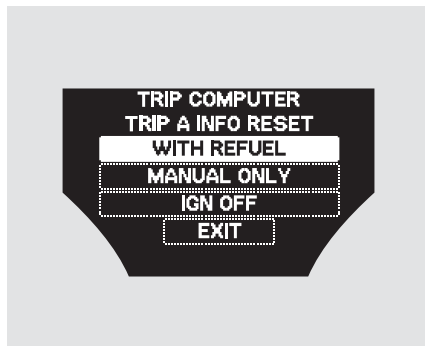 TRIP COMPUTER
TRIP A INFO RESET
WITH REFUEL
MANUAL ONLY
IGN OFF
EXIT